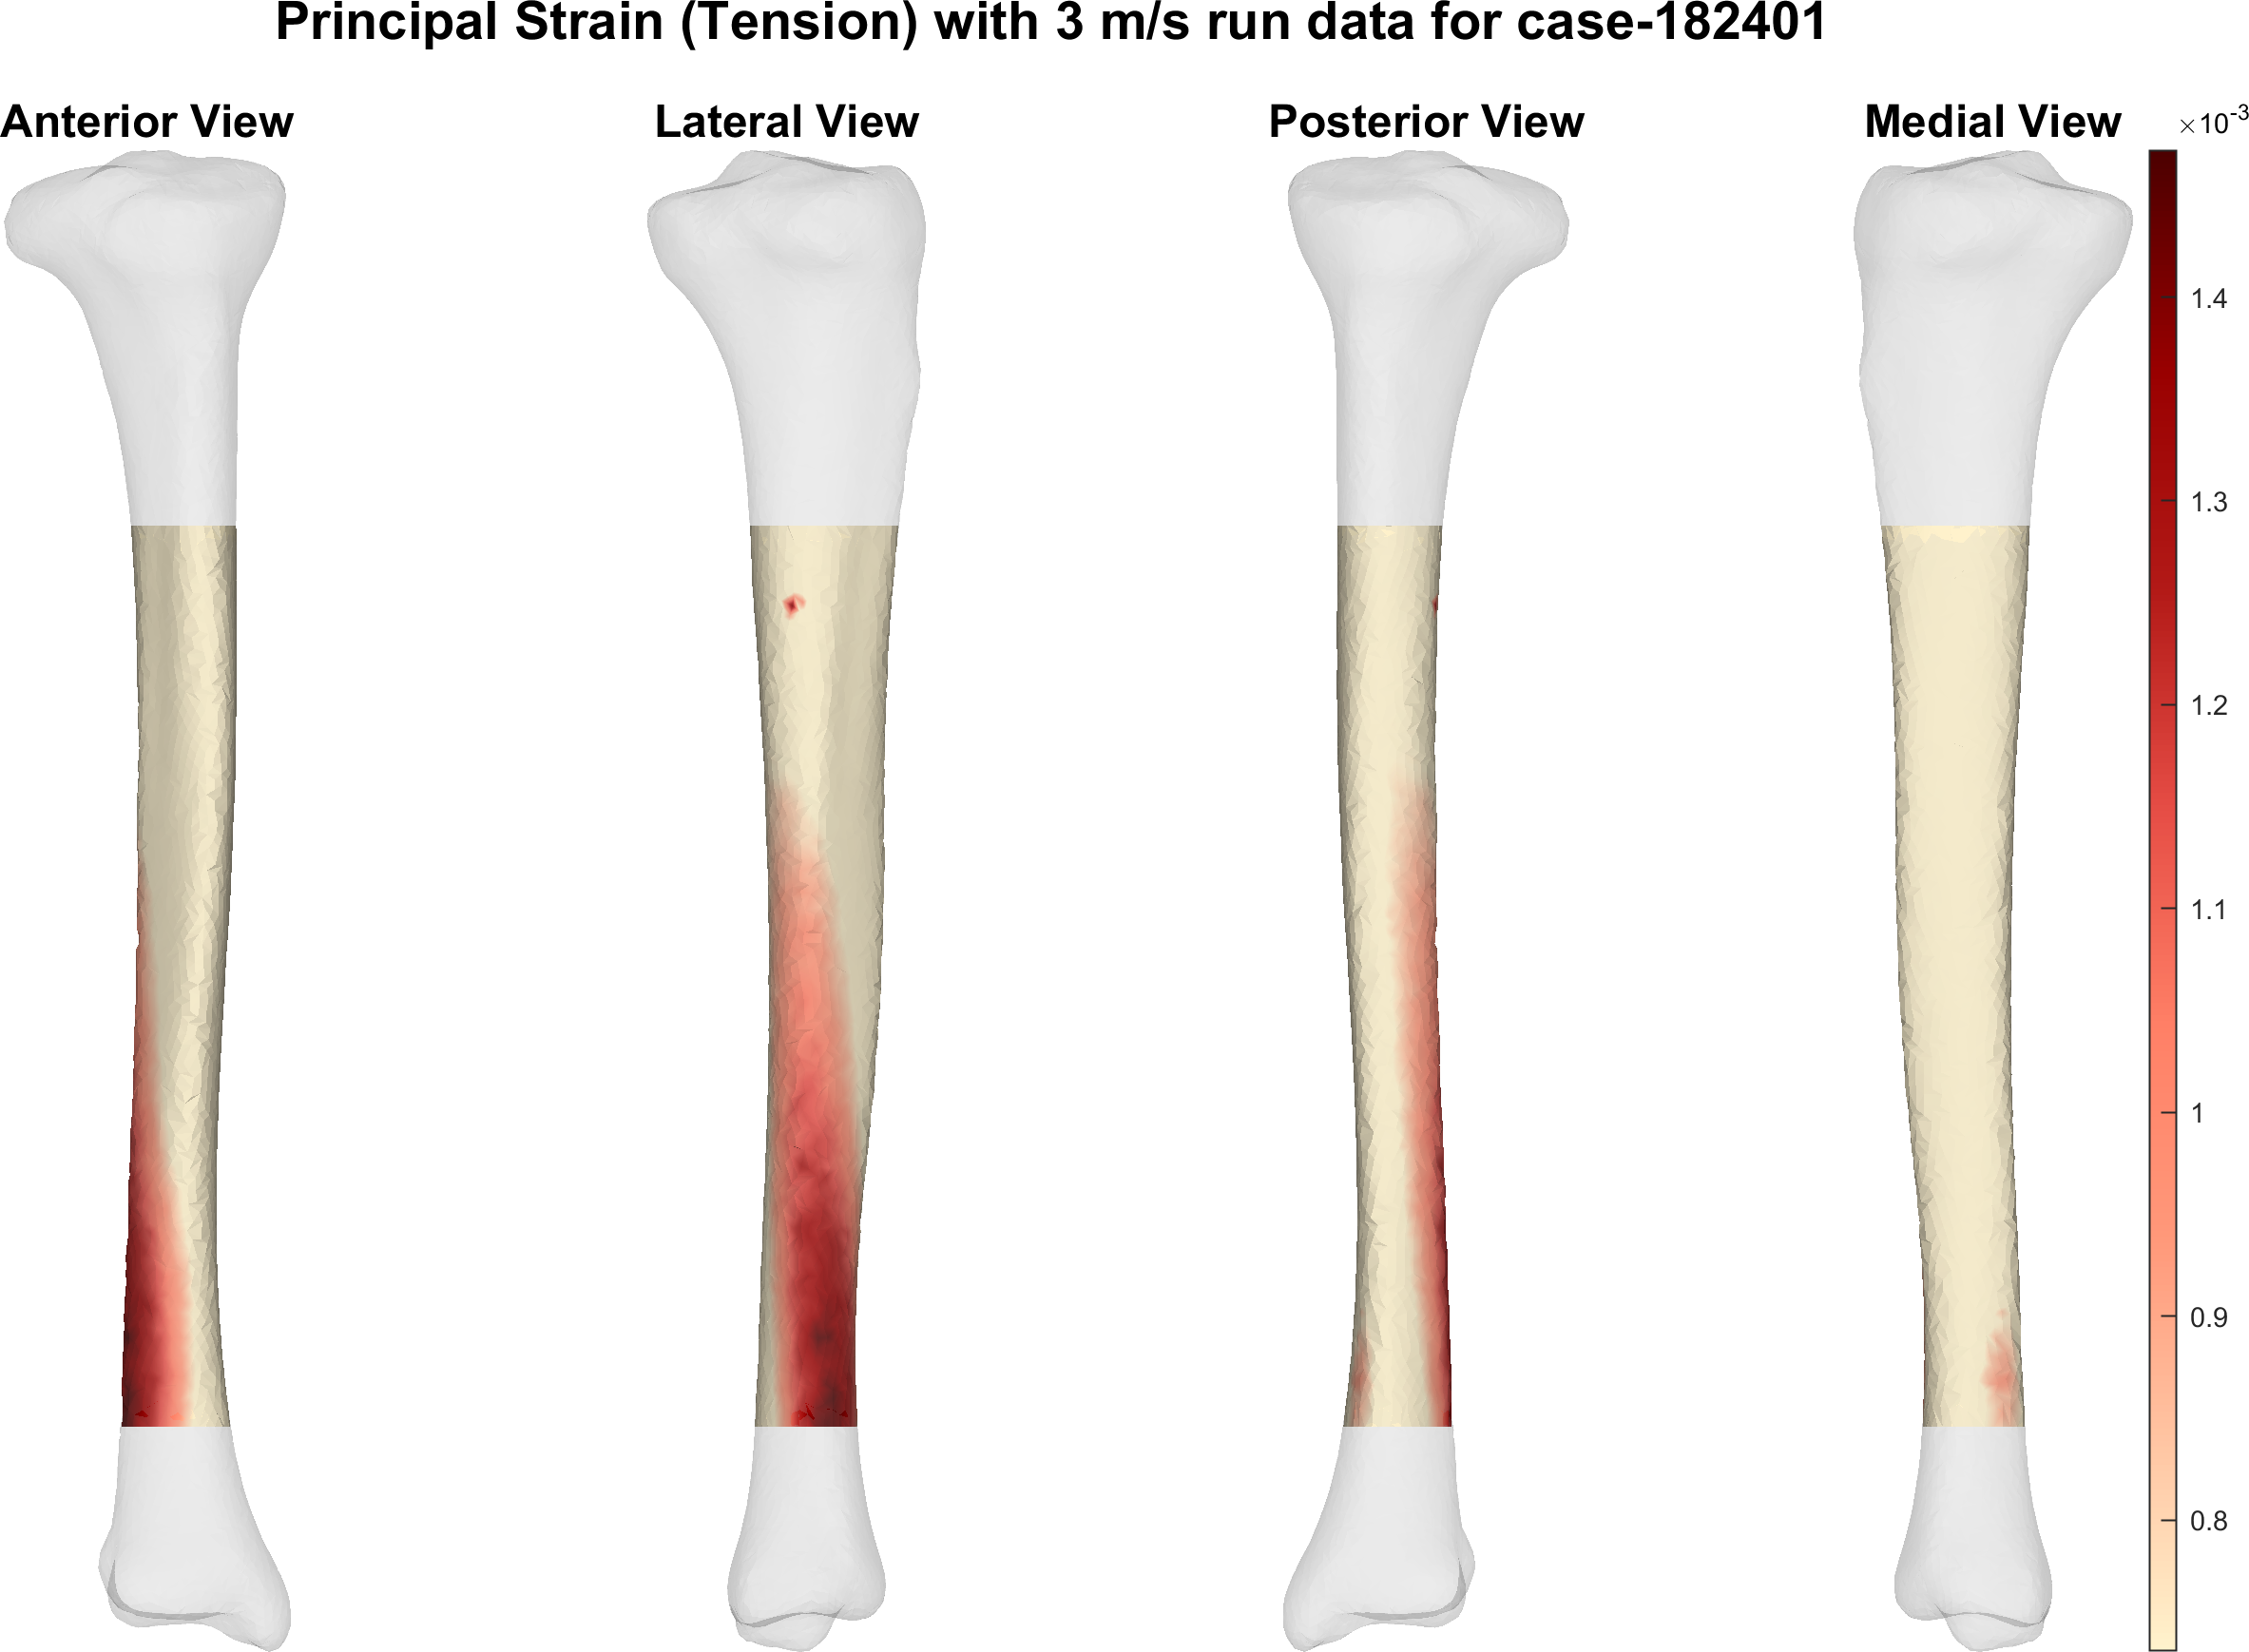 Principal Strain (Tension) with 3 m/s run data for case-182401
Anterior View
Lateral View
Posterior View
Medial View
×10-3
1.4
1.3
1.2
1.1
1
0.9
0.8